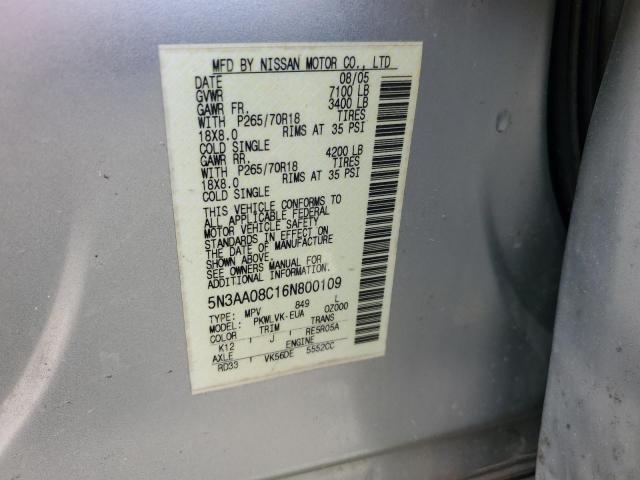 MFD BY NISSAN MOTOR CO., LTD
DATE 08/05
GVWR 7100 LB
GAWR FR, 3400 LB
WITH P265/70R18 TIRES
18X8.0 RIMS AT 35 PSI
COLD SINGLE
GAWR RR. 4200 LB
WITH P265/70R18 TIRES
18X8.0 RIMS AT 35 PSI
COLD SINGLE
THIS VEHICLE CONFORMS TO
ALL APPLICABLE FEDERAL
MOTOR VEHICLE SAFETY
STANDARDS IN EFFECT ON
THE DATE OF MANUFACTURE
SHOWN ABOVE.
SEE OWNERS MANUAL FOR
ADDITIONAL INFORMATION.
5N3AA08C16N800109
TYPE: MPV 849 L
MODEL: PKWLVK-EUA 0Z000
COLOR TRIM TRANS
K12 J RE5R05A
AXLE ENGINE
RD33 VK56DE 5552CC